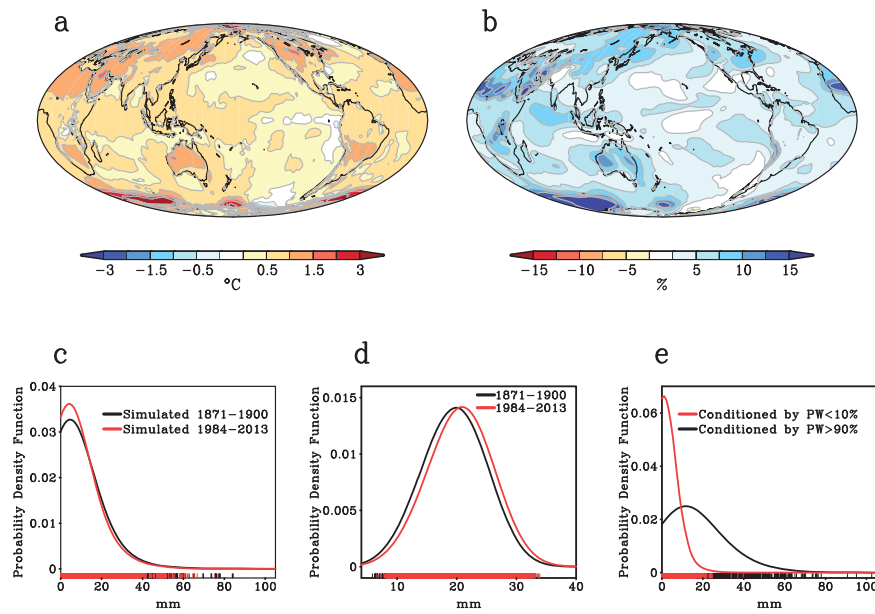 a
b
−3 −1.5 −0.5 0.5 1.5 3
°C
−15 −10 −5 5 10 15
%
c
d
e
Probability Density Function
0.04
0.03
0.02
0.01
0
Simulated 1871−1900
Simulated 1984−2013
0 20 40 60 80 100
mm
Probability Density Function
0.015
0.01
0.005
0
1871−1900
1984−2013
10 20 30 40
mm
Probability Density Function
0.06
0.04
0.02
0
Conditioned by PW<10%
Conditioned by PW>90%
0 20 40 60 80 100
mm